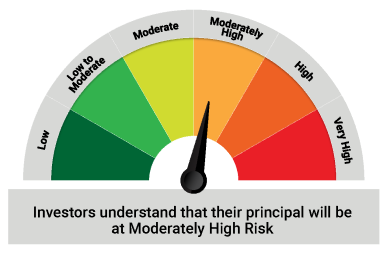 Low
Low to
Moderate
Moderate
Moderately
High
High
Very High
Investors understand that their principal will be
at Moderately High Risk